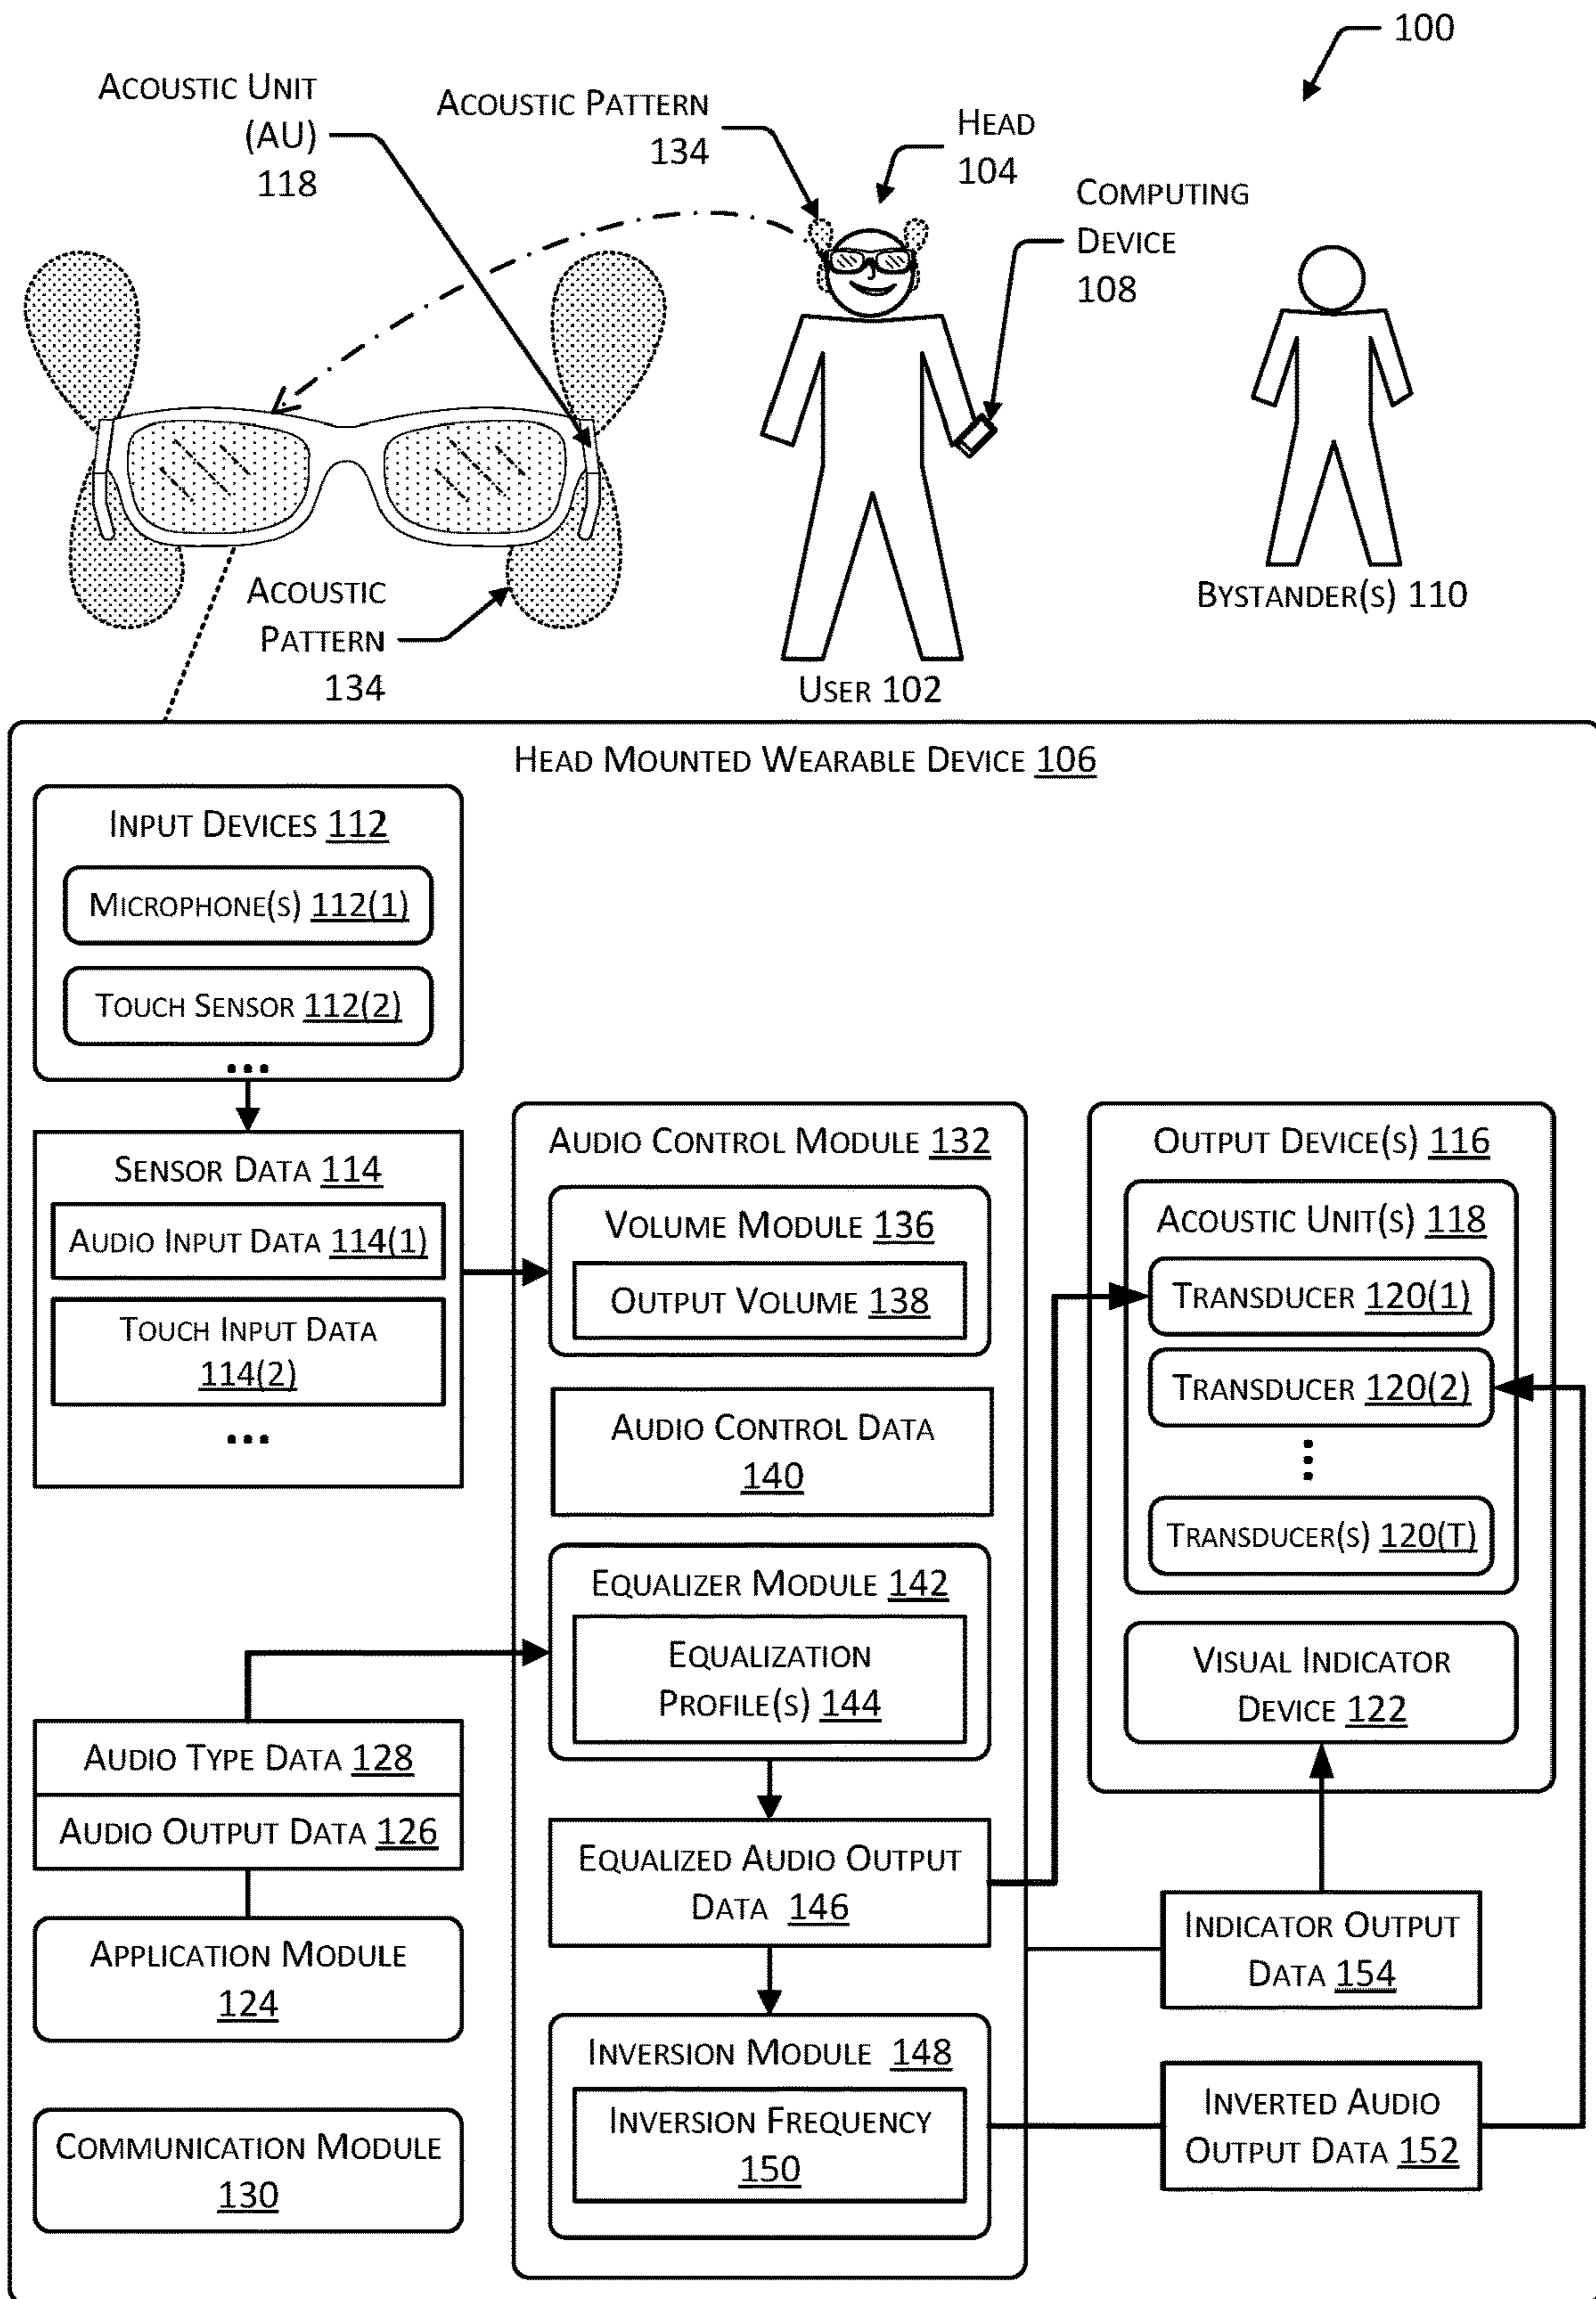 100
Acoustic Unit
(AU)
118
Acoustic Pattern
134
Head
104
Computing
Device
108
Acoustic
Pattern
134
User 102
Bystander(s) 110
Head Mounted Wearable Device 106
Input Devices 112
Microphone(s) 112(1)
Touch Sensor 112(2)
...
Sensor Data 114
Audio Input Data 114(1)
Touch Input Data
114(2)
...
Audio Type Data 128
Audio Output Data 126
Application Module
124
Communication Module
130
Audio Control Module 132
Volume Module 136
Output Volume 138
Audio Control Data
140
Equalizer Module 142
Equalization
Profile(s) 144
Equalized Audio Output
Data 146
Inversion Module 148
Inversion Frequency
150
Output Device(s) 116
Acoustic Unit(s) 118
Transducer 120(1)
Transducer 120(2)
...
Transducer(s) 120(T)
Visual Indicator
Device 122
Indicator Output
Data 154
Inverted Audio
Output Data 152